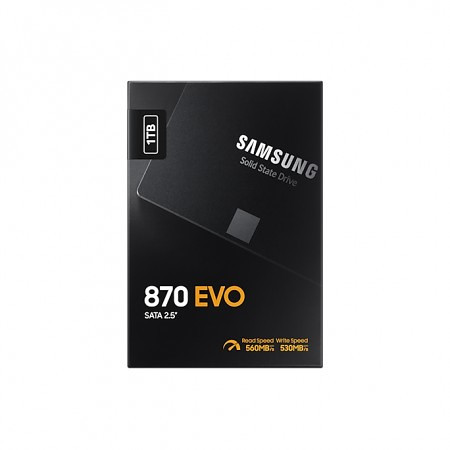 1TB
SAMSUNG
Solid State Drive
870 EVO
SATA 2.5"
Read Speed Write Speed
560MB/s 530MB/s